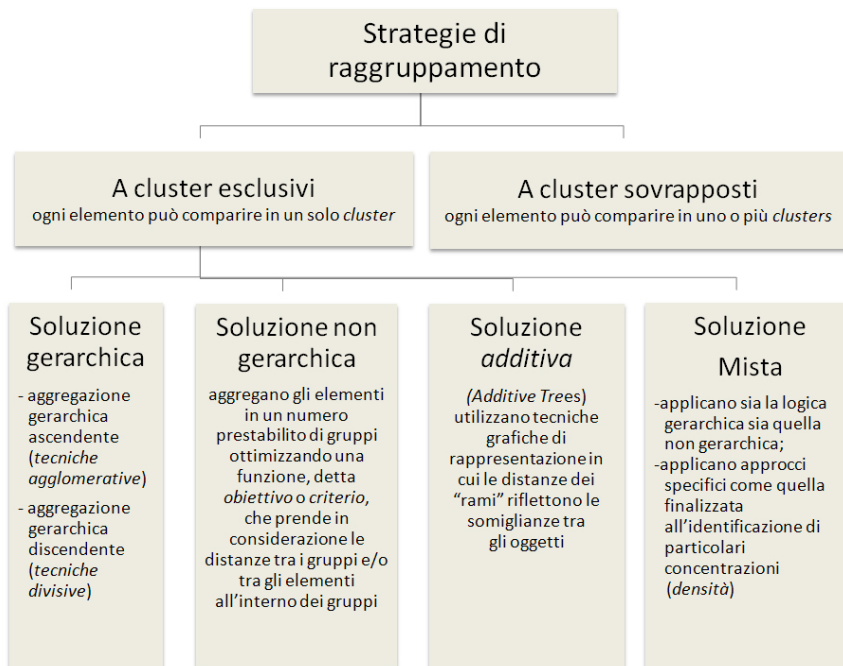 Strategie di
raggruppamento
A cluster esclusivi
ogni elemento può comparire in un solo cluster
A cluster sovrapposti
ogni elemento può comparire in uno o più clusters
Soluzione
gerarchica
- aggregazione
gerarchica
ascendente
(tecniche
agglomerative)
- aggregazione
gerarchica
discendente
(tecniche
divisive)
Soluzione non
gerarchica
aggregano gli elementi
in un numero
prestabilito di gruppi
ottimizzando una
funzione, detta
obiettivo o criterio,
che prende in
considerazione le
distanze tra i gruppi e/o
tra gli elementi
all'interno dei gruppi
Soluzione
additiva
(Additive Trees)
utilizzano tecniche
grafiche di
rappresentazione in
cui le distanze dei
"rami" riflettono le
somiglianze tra
gli oggetti
Soluzione
Mista
-applicano sia la logica
gerarchica sia quella
non gerarchica;
-applicano approcci
specifici come quella
finalizzata
all'identificazione di
particolari
concentrazioni
(densità)